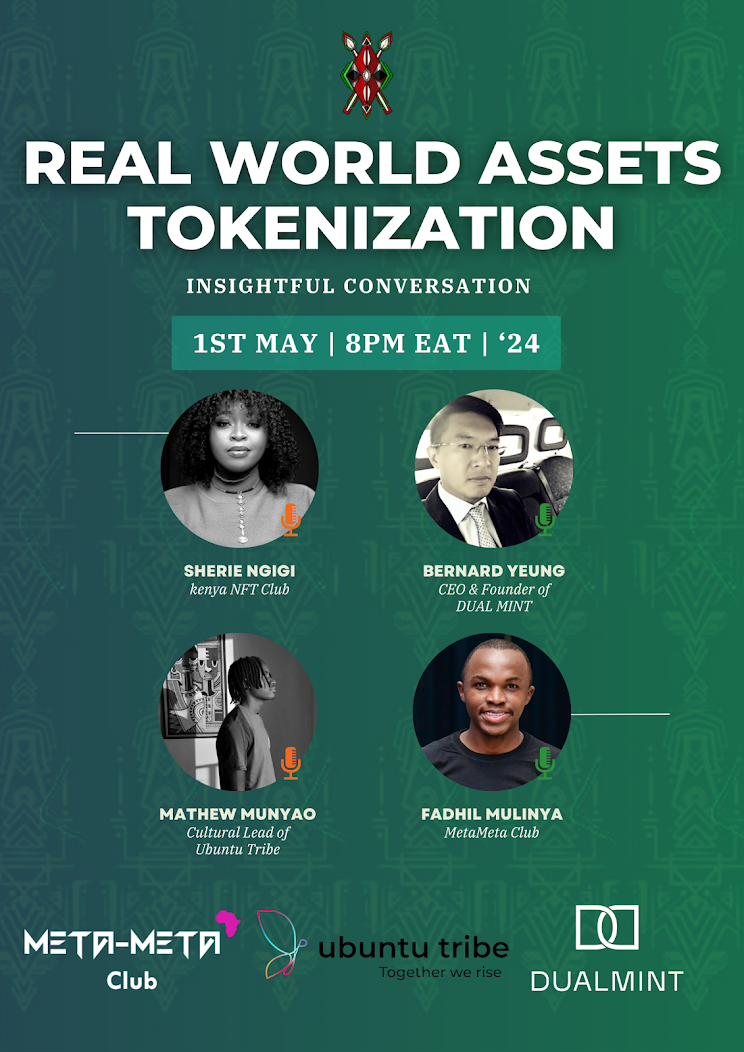 REAL WORLD ASSETS
TOKENIZATION
INSIGHTFUL CONVERSATION
1ST MAY | 8PM EAT | ‘24
SHERIE NGIGI
kenya NFT Club
BERNARD YEUNG
CEO & Founder of
DUAL MINT
MATHEW MUNYAO
Cultural Lead of
Ubuntu Tribe
FADHIL MULINYA
MetaMeta Club
META-META
Club
ubuntu tribe
Together we rise
DUALMINT